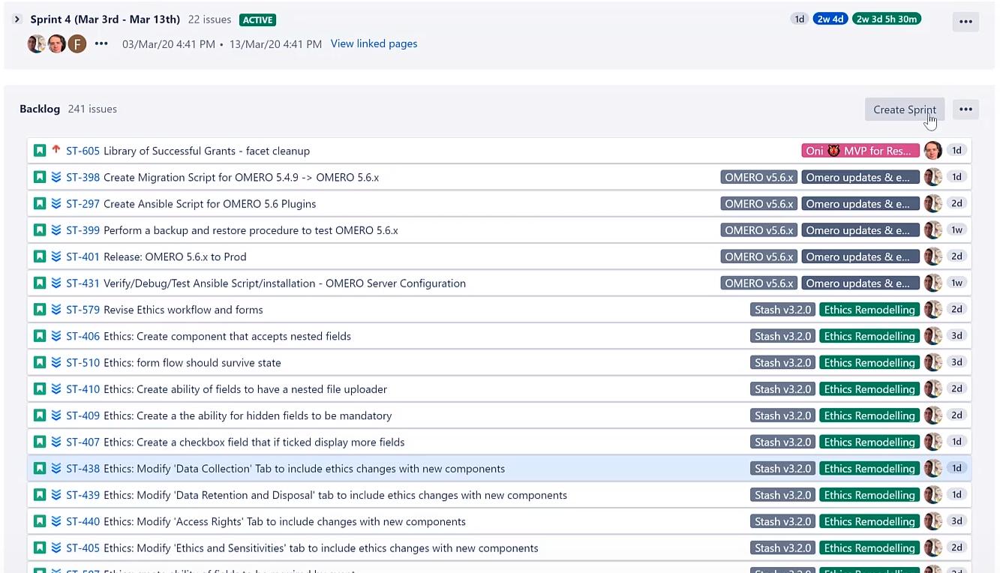 Sprint 4 (Mar 3rd - Mar 13th) 22 issues ACTIVE 1d 2w 4d 2w 3d 5h 30m
F 03/Mar/20 4:41 PM • 13/Mar/20 4:41 PM View linked pages
Backlog 241 issues Create Sprint
ST-605 Library of Successful Grants - facet cleanup Oni 👹 MVP for Res... 1d
ST-398 Create Migration Script for OMERO 5.4.9 -> OMERO 5.6.x OMERO v5.6.x Omero updates & e... 1d
ST-297 Create Ansible Script for OMERO 5.6 Plugins OMERO v5.6.x Omero updates & e... 2d
ST-399 Perform a backup and restore procedure to test OMERO 5.6.x OMERO v5.6.x Omero updates & e... 1w
ST-401 Release: OMERO 5.6.x to Prod OMERO v5.6.x Omero updates & e... 2d
ST-431 Verify/Debug/Test Ansible Script/installation - OMERO Server Configuration OMERO v5.6.x Omero updates & e... 1w
ST-579 Revise Ethics workflow and forms Stash v3.2.0 Ethics Remodelling 2d
ST-406 Ethics: Create component that accepts nested fields Stash v3.2.0 Ethics Remodelling 3d
ST-510 Ethics: form flow should survive state Stash v3.2.0 Ethics Remodelling 3d
ST-410 Ethics: Create ability of fields to have a nested file uploader Stash v3.2.0 Ethics Remodelling 2d
ST-409 Ethics: Create a the ability for hidden fields to be mandatory Stash v3.2.0 Ethics Remodelling 2d
ST-407 Ethics: Create a checkbox field that if ticked display more fields Stash v3.2.0 Ethics Remodelling 1d
ST-438 Ethics: Modify 'Data Collection' Tab to include ethics changes with new components Stash v3.2.0 Ethics Remodelling 1d
ST-439 Ethics: Modify 'Data Retention and Disposal' tab to include ethics changes with new components Stash v3.2.0 Ethics Remodelling 1d
ST-440 Ethics: Modify 'Access Rights' Tab to include changes with new components Stash v3.2.0 Ethics Remodelling 3d
ST-405 Ethics: Modify 'Ethics and Sensitivities' tab to include ethics changes with new components Stash v3.2.0 Ethics Remodelling 2d